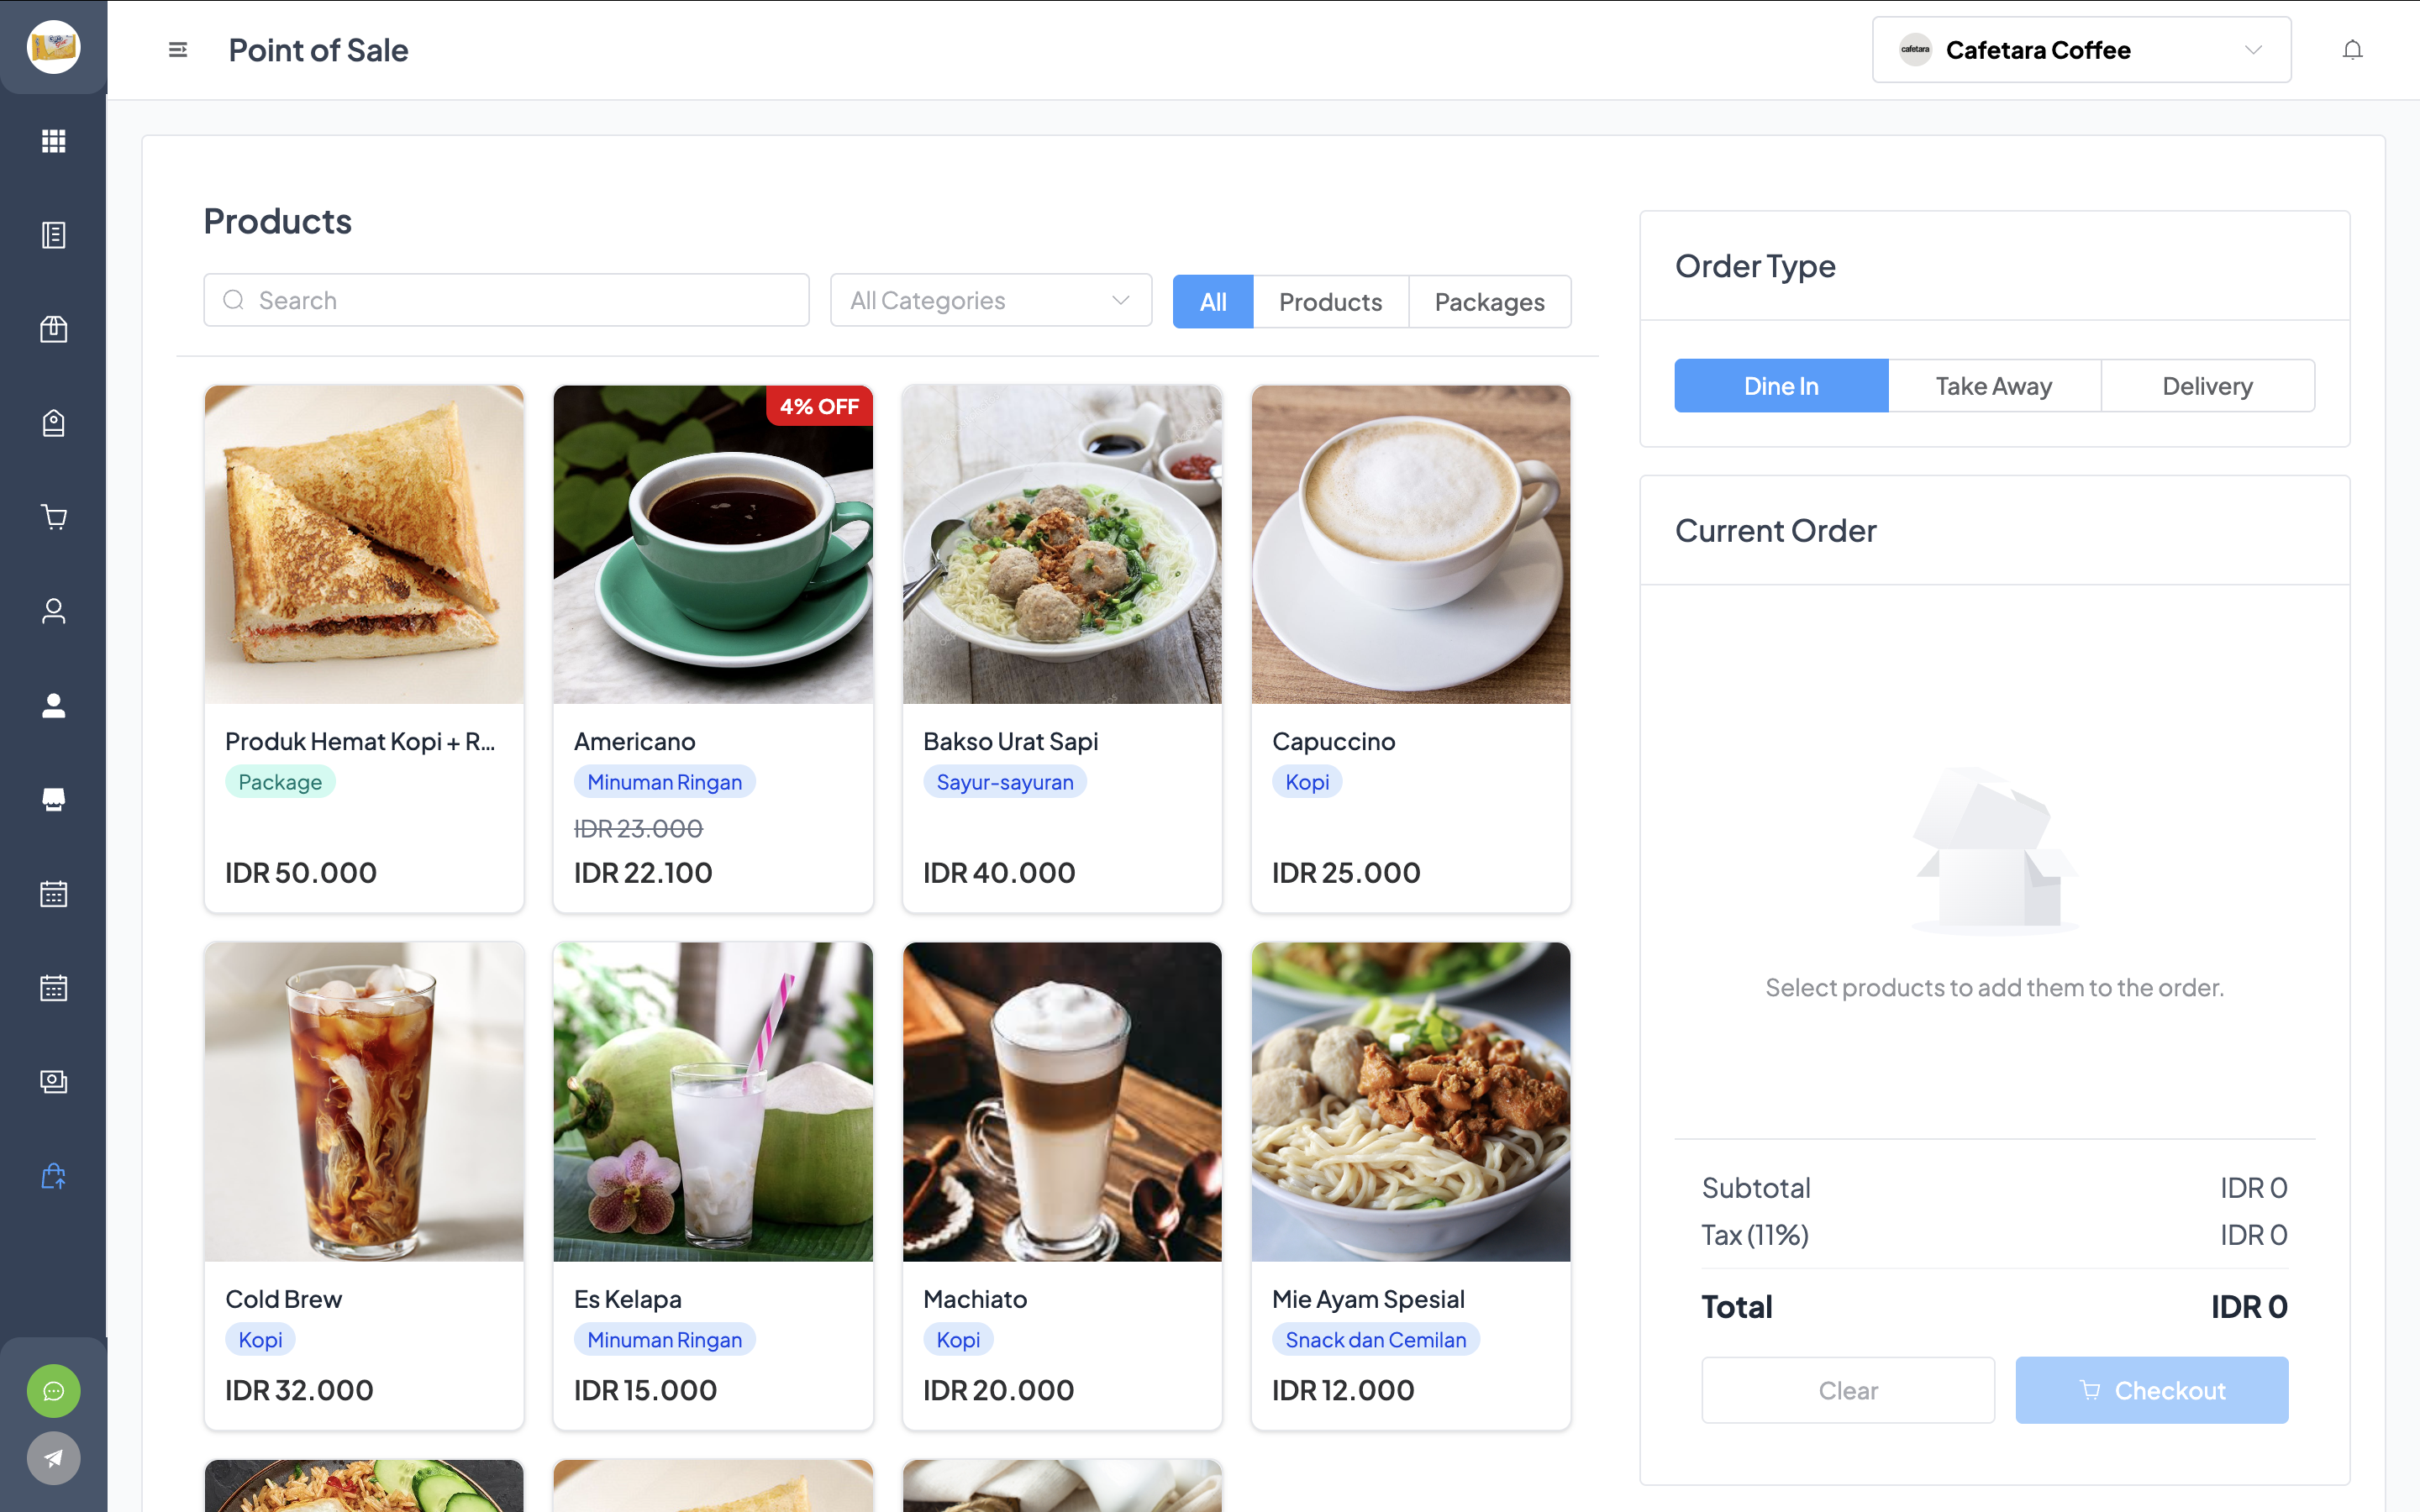 Point of Sale
cafetara
Cafetara Coffee
Products
Search
All Categories
All
Products
Packages
4% OFF
Produk Hemat Kopi + R...
Package
IDR 50.000
Americano
Minuman Ringan
IDR 23.000
IDR 22.100
Bakso Urat Sapi
Sayur-sayuran
IDR 40.000
Capuccino
Kopi
IDR 25.000
Cold Brew
Kopi
IDR 32.000
Es Kelapa
Minuman Ringan
IDR 15.000
Machiato
Kopi
IDR 20.000
Mie Ayam Spesial
Snack dan Cemilan
IDR 12.000
Order Type
Dine In
Take Away
Delivery
Current Order
Select products to add them to the order.
Subtotal
IDR 0
Tax (11%)
IDR 0
Total
IDR 0
Clear
Checkout